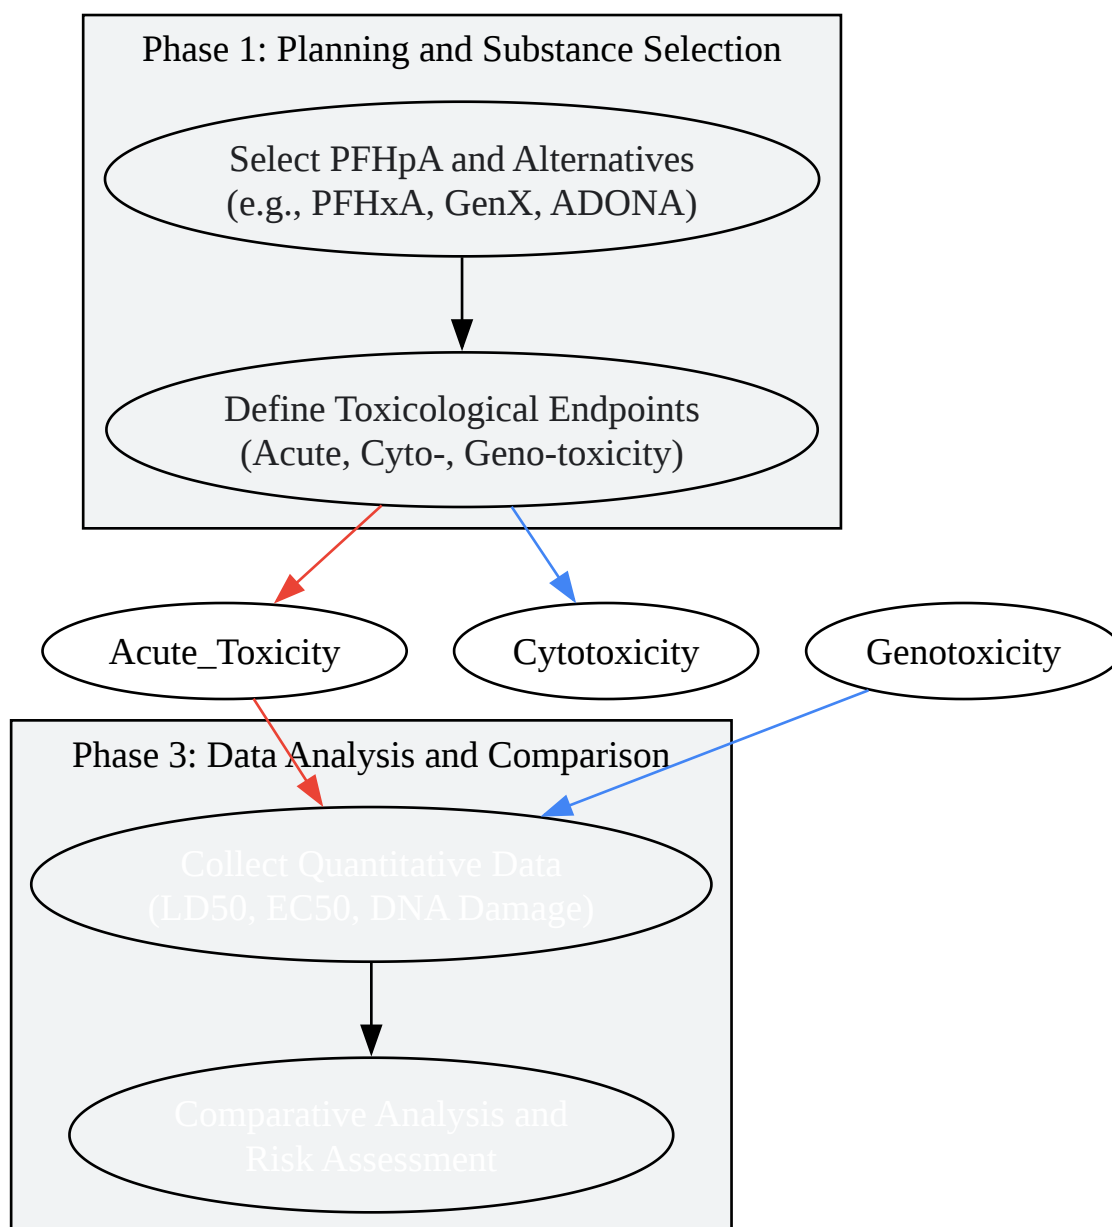 Phase 1: Planning and Substance Selection
Select PFHpA and Alternatives
(e.g., PFHxA, GenX, ADONA)
Define Toxicological Endpoints
(Acute, Cyto-, Geno-toxicity)
Acute_Toxicity
Cytotoxicity
Genotoxicity
Phase 3: Data Analysis and Comparison
Collect Quantitative Data
(LD50, EC50, DNA Damage)
Comparative Analysis and
Risk Assessment